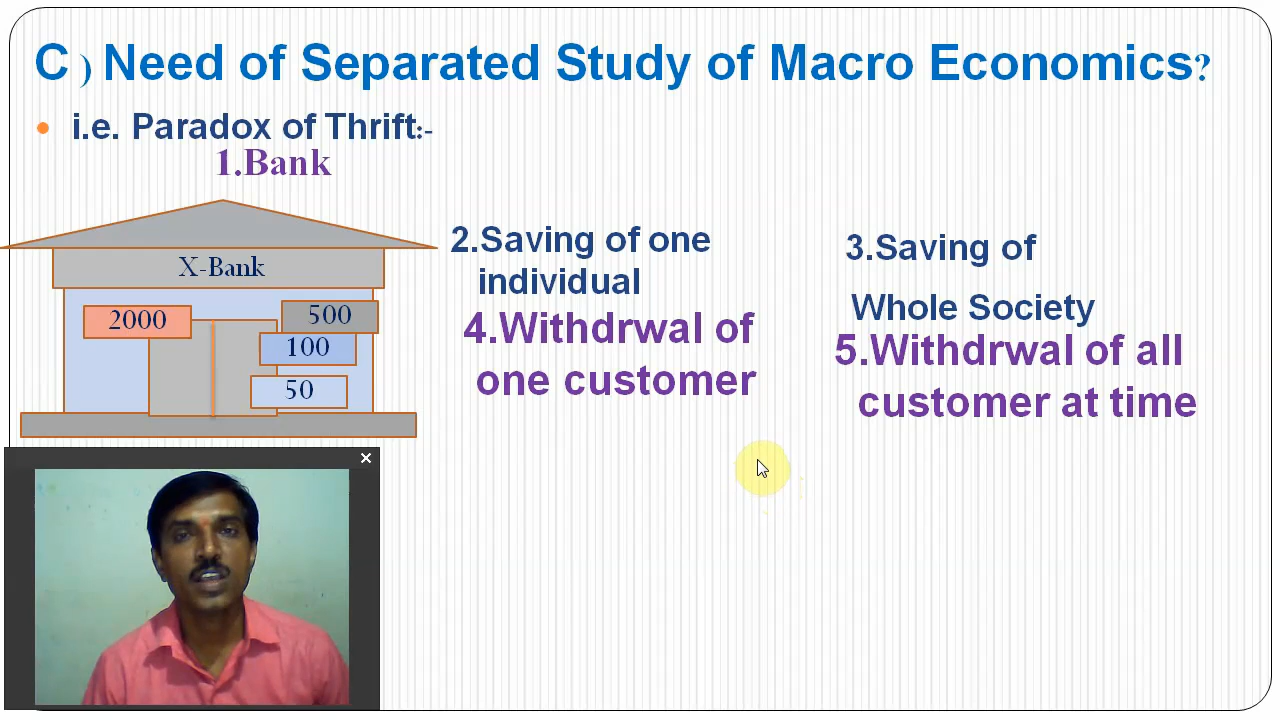 C ) Need of Separated Study of Macro Economics?
i.e. Paradox of Thrift:-
1.Bank
X-Bank
2000
500
100
50
2.Saving of one
individual
4.Withdrwal of
one customer
3.Saving of
Whole Society
5.Withdrwal of all
customer at time